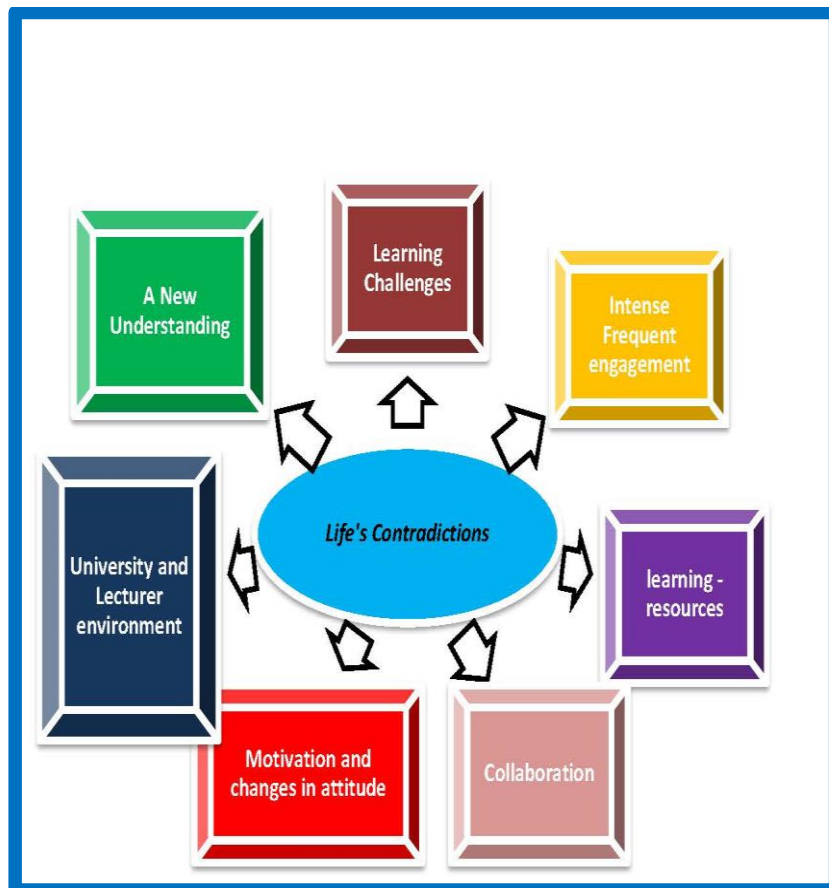 Learning
Challenges
A New
Understanding
Intense
Frequent
engagement
Life's Contradictions
University and
Lecturer
environment
learning -
resources
Motivation and
changes in attitude
Collaboration